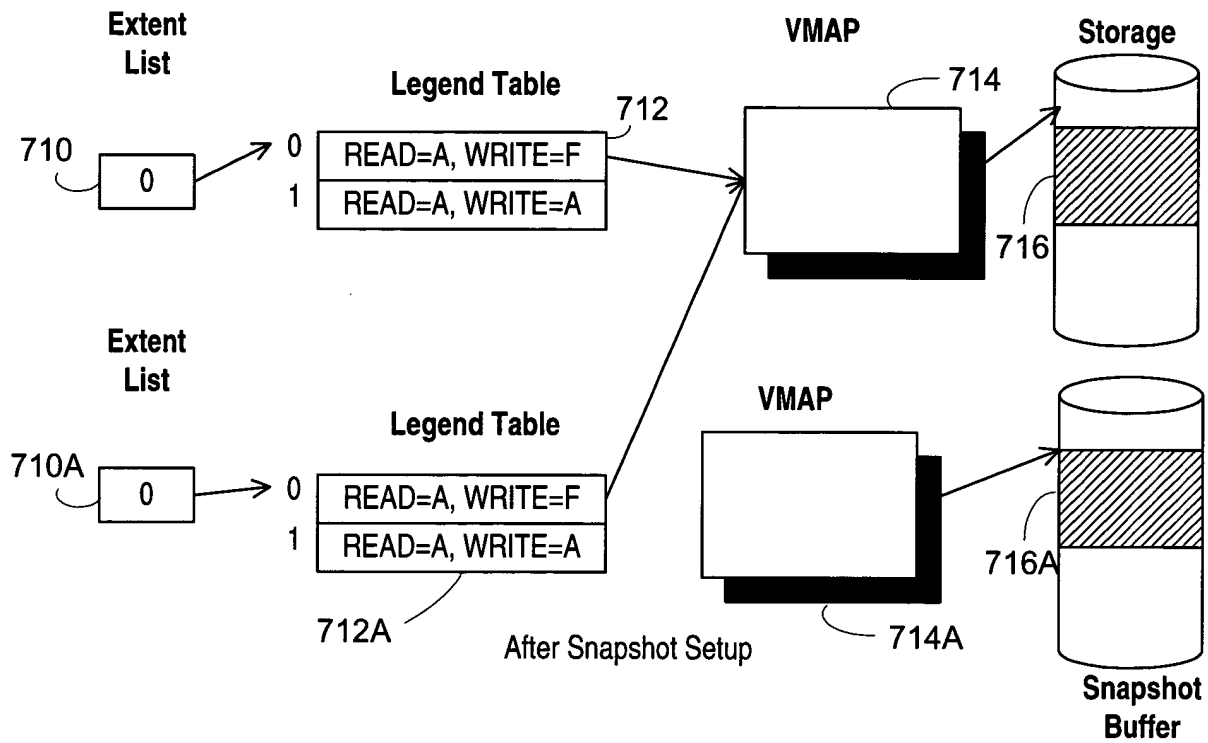 Extent
List
VMAP
Storage
Legend Table
714
712
710
0
0
READ=A, WRITE=F
1
READ=A, WRITE=A
716
Extent
List
VMAP
Legend Table
710A
0
0
READ=A, WRITE=F
1
READ=A, WRITE=A
716A
712A
714A
After Snapshot Setup
Snapshot
Buffer